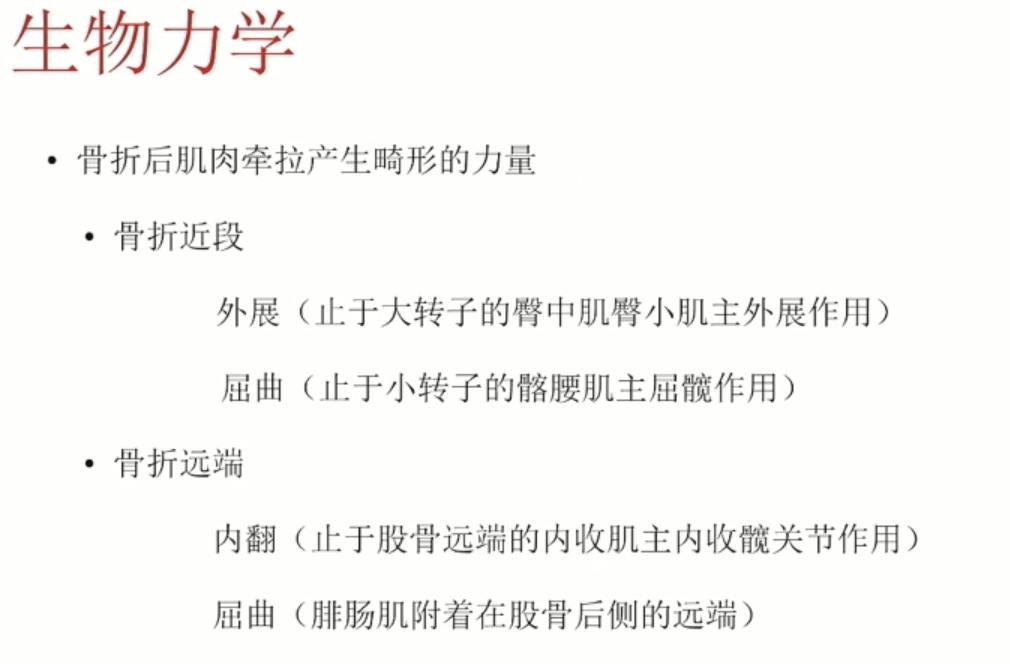 生物力学
• 骨折后肌肉牵拉产生畸形的力量
• 骨折近段
外展（止于大转子的臀中肌臀小肌主外展作用）
屈曲（止于小转子的髂腰肌主屈髋作用）
• 骨折远端
内翻（止于股骨远端的内收肌主内收髋关节作用）
屈曲（腓肠肌附着在股骨后侧的远端）